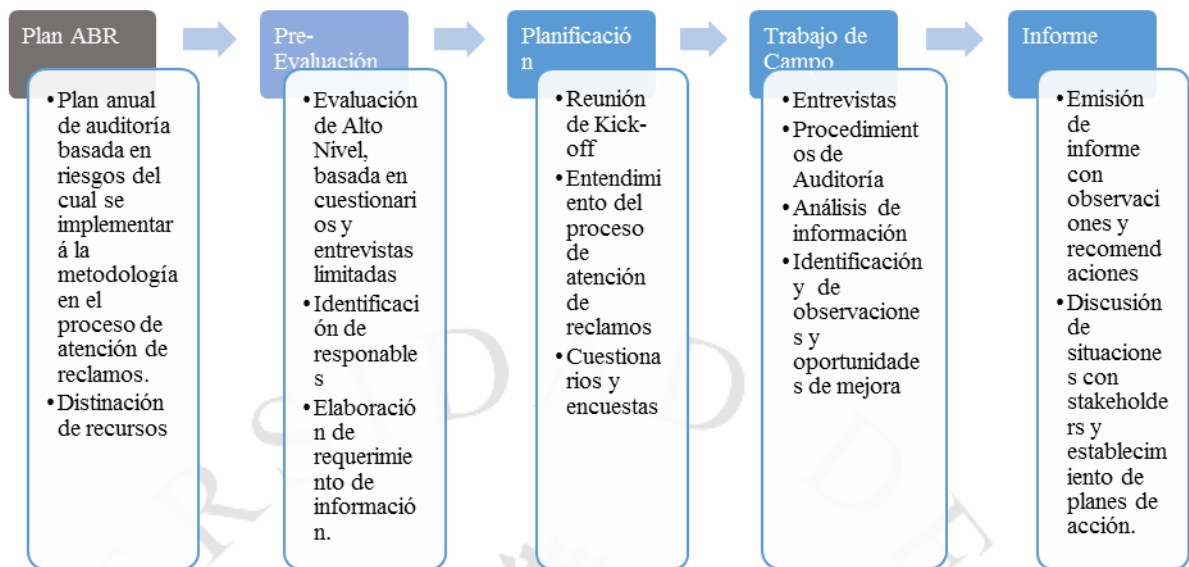 Plan ABR
• Plan anual
de auditoría
basada en
riesgos del
cual se
implementar
á la
metodología
en el
proceso de
atención de
reclamos.
• Distinación
de recursos
Pre-
Evaluación
• Evaluación
de Alto
Nivel,
basada en
cuestionari
os y
entrevistas
limitadas
• Identificaci
ón de
responable
s
• Elaboració
n de
requerimie
nto de
informació
n.
Planificació
n
• Reunión
de Kick-
off
• Entendimi
ento del
proceso
de
atención
de
reclamos
• Cuestiona
rios y
encuestas
Trabajo de
Campo
• Entrevistas
• Procedimient
os de
Auditoría
• Análisis de
información
• Identificación
y de
observacione
s y
oportunidade
s de mejora
Informe
• Emisión
de
informe
con
observaci
ones y
recomend
aciones
• Discusión
de
situacione
s con
stakeholde
rs y
establecim
iento de
planes de
acción.
ERSIDAD DE